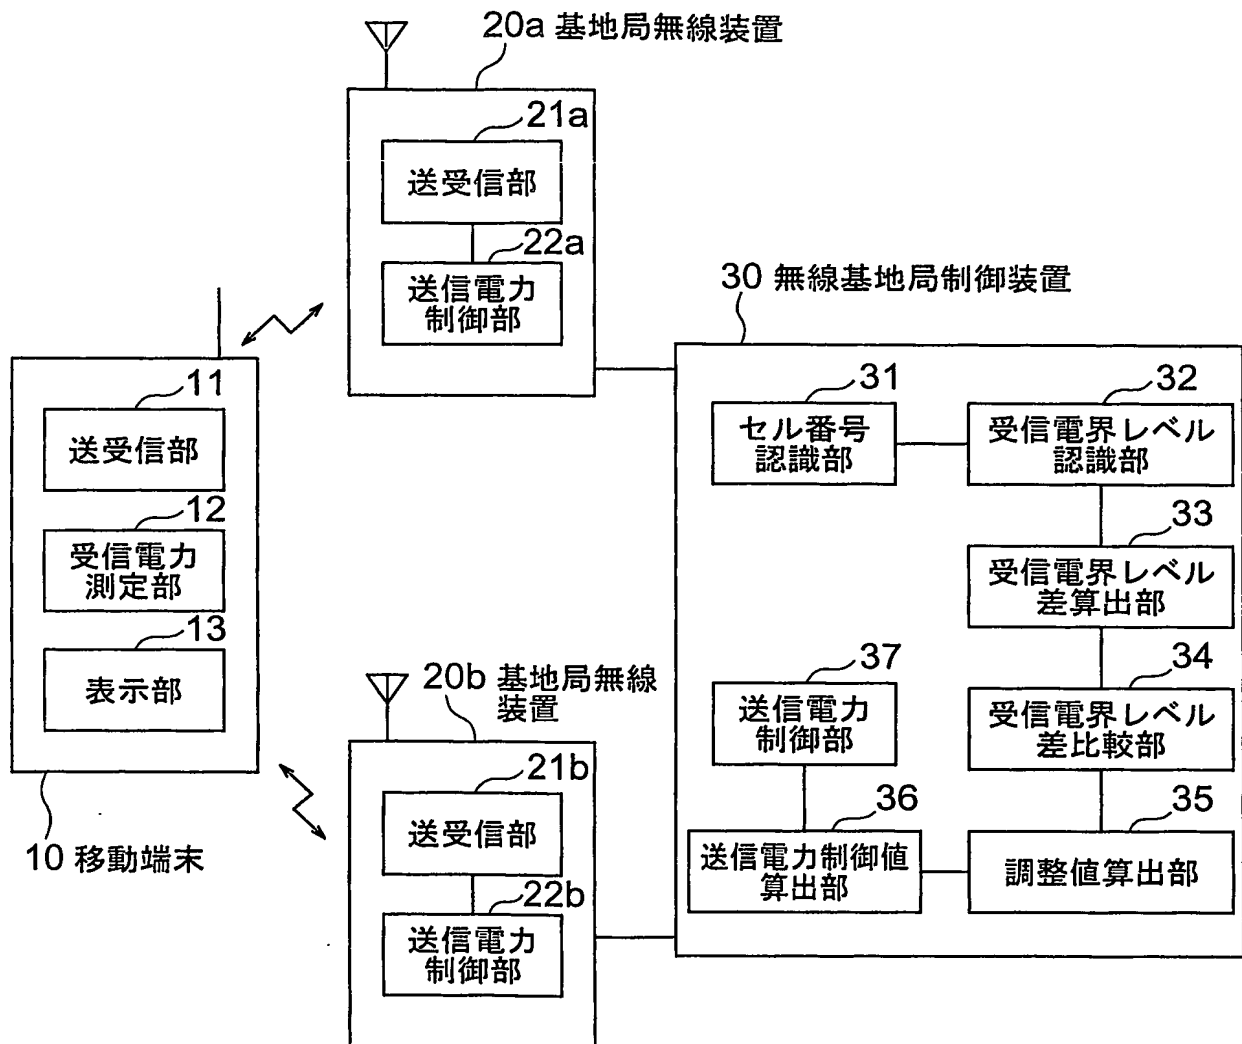 20a 基地局無線装置
21a
送受信部
22a
送信電力
制御部
30 無線基地局制御装置
11
送受信部
12
受信電力
測定部
13
表示部
10 移動端末
31
セル番号
認識部
32
受信電界レベル
認識部
33
受信電界レベル
差算出部
34
受信電界レベル
差比較部
35
調整値算出部
36
送信電力制御値
算出部
37
送信電力
制御部
20b 基地局無線
装置
21b
送受信部
22b
送信電力
制御部